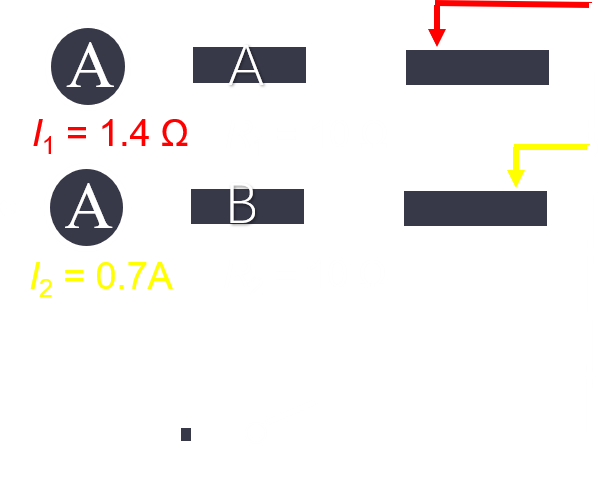 A A
I₁ = 1.4 Ω
A B
I₂ = 0.7A